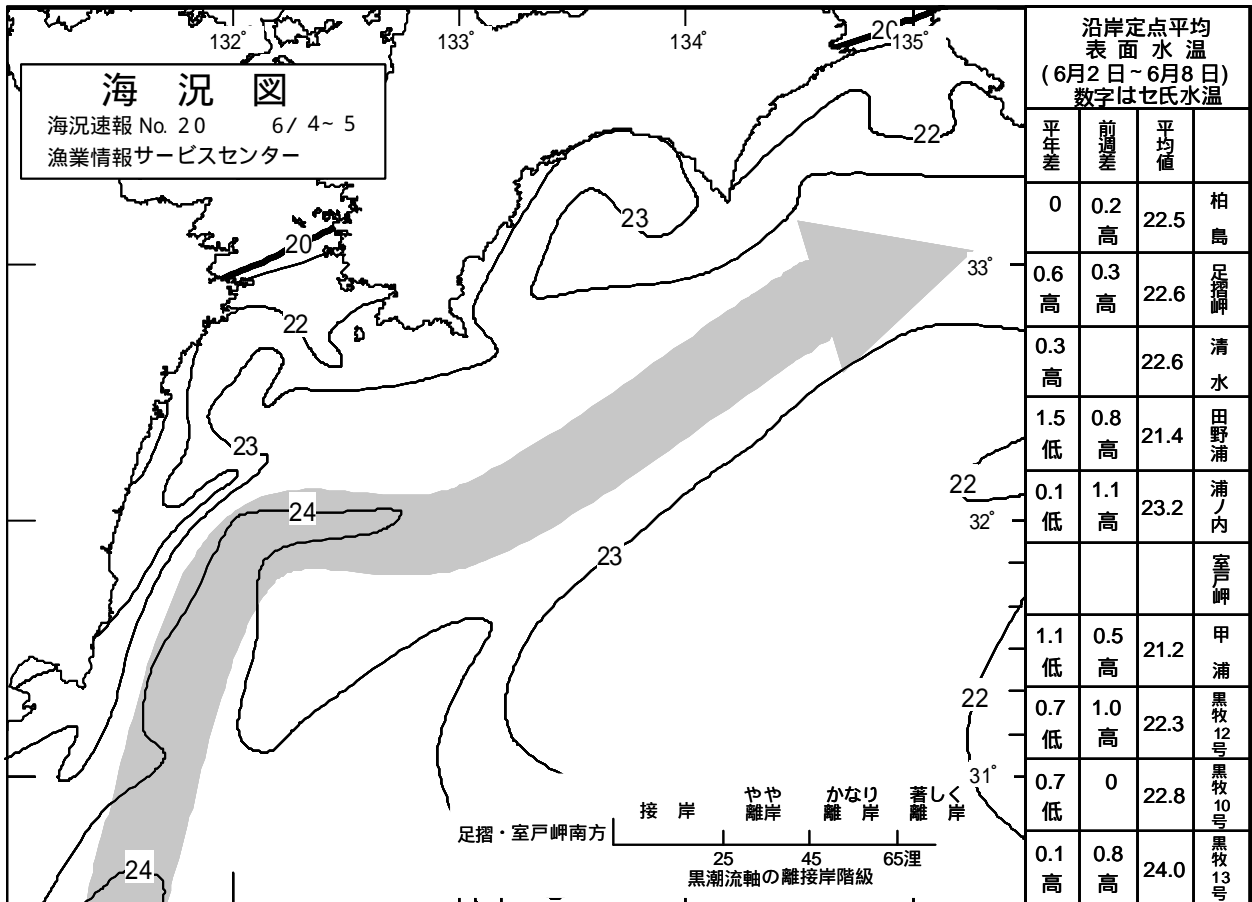 海 況 図
海況速報 No. 20 6/ 4~ 5
漁業情報サービスセンター
132°
133°
134°
135°
20
22
23
20
33°
22
23
22
32°
24
23
22
31°
24
接 岸
やや
離岸
かなり
離 岸
著しく
離 岸
足摺・室戸岬南方
25 45 65浬
黒潮流軸の離接岸階級
沿岸定点平均
表 面 水 温
( 6月2 日~6月8 日)
数字はセ氏水温
平年差 前週差 平均値
0 0.2高 22.5 柏島
0.6高 0.3高 22.6 足摺岬
0.3高 22.6 清水
1.5低 0.8高 21.4 田野浦
0.1低 1.1高 23.2 浦ノ内
室戸岬
1.1低 0.5高 21.2 甲浦
0.7低 1.0高 22.3 黒牧12号
0.7低 0 22.8 黒牧10号
0.1高 0.8高 24.0 黒牧13号